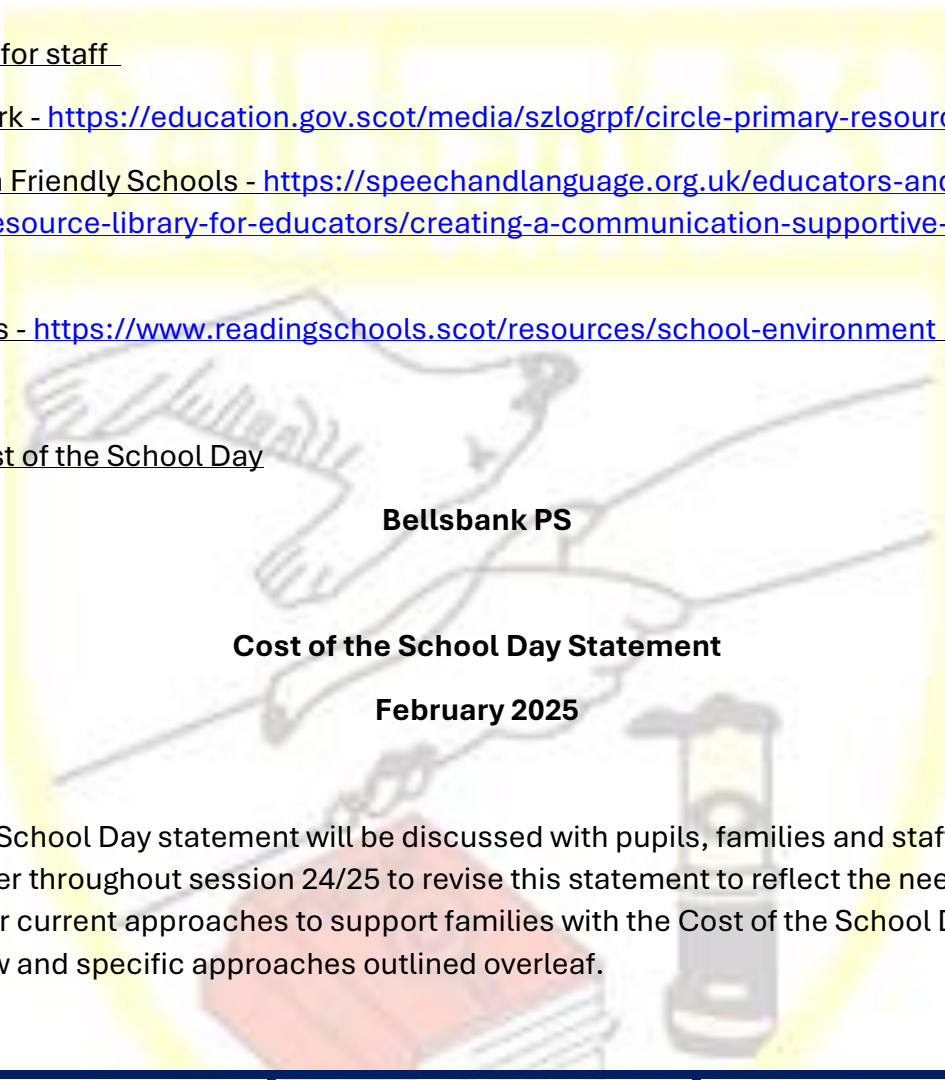 for staff
rk - https://education.gov.scot/media/szlogrpf/circle-primary-resourc
n Friendly Schools - https://speechandlanguage.org.uk/educators-and
esource-library-for-educators/creating-a-communication-supportive-
s - https://www.readingschools.scot/resources/school-environment
st of the School Day
Bellsbank PS
Cost of the School Day Statement
February 2025
School Day statement will be discussed with pupils, families and staf
er throughout session 24/25 to revise this statement to reflect the nee
r current approaches to support families with the Cost of the School D
w and specific approaches outlined overleaf.